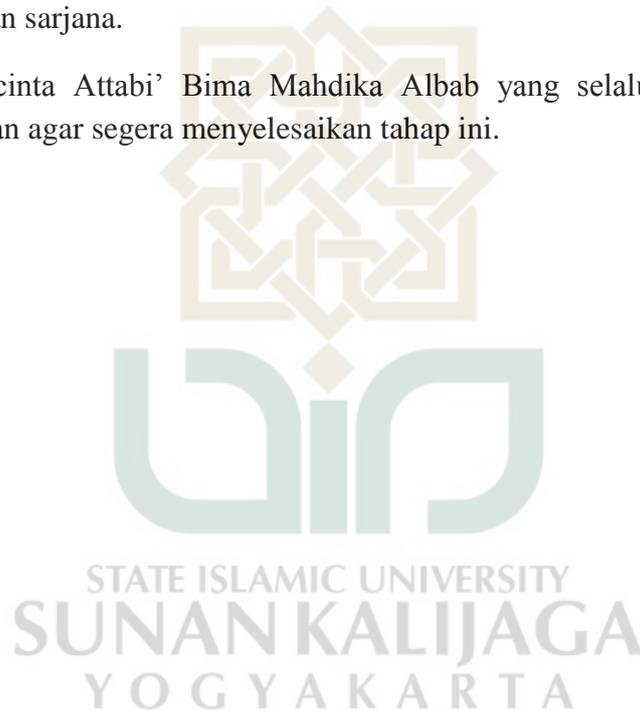 n sarjana.
cinta Attabi’ Bima Mahdika Albab yang selalu
an agar segera menyelesaikan tahap ini.
STATE ISLAMIC UNIVERSITY
SUNAN KALIJAGA
YOGYAKARTA